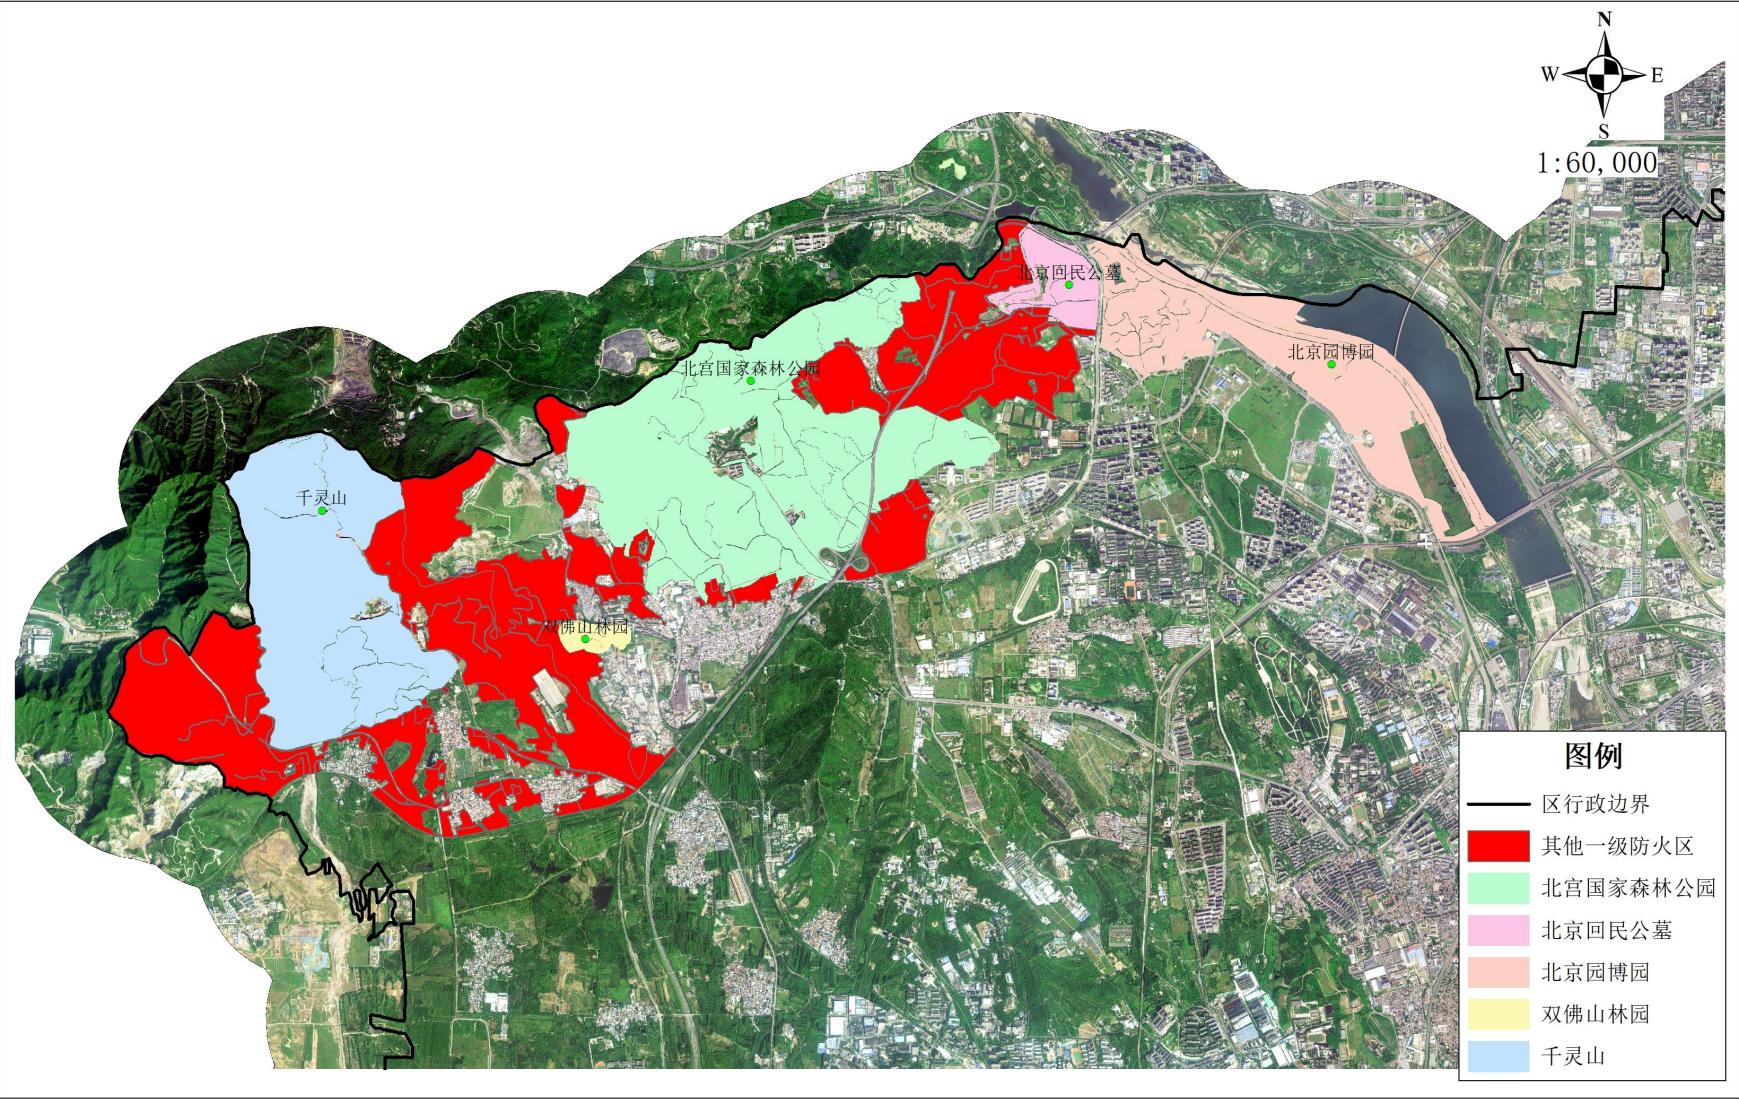 N
W E
S
1:60,000
北京回民公墓
北京园博园
北宫国家森林公园
千灵山
双佛山林园
图例
区行政边界
其他一级防火区
北宫国家森林公园
北京回民公墓
北京园博园
双佛山林园
千灵山